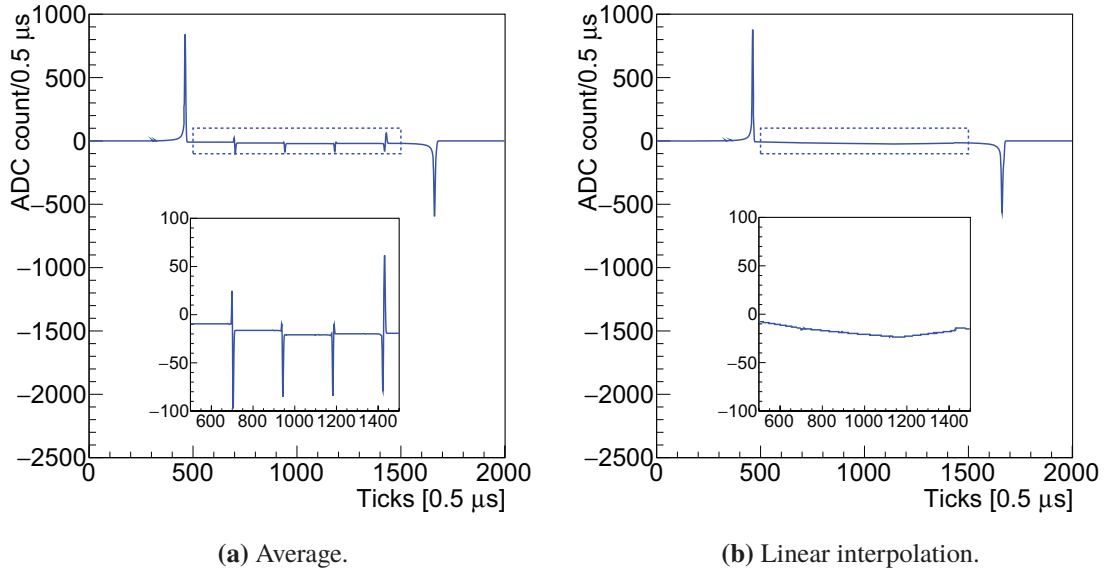 ADC count/0.5 μs
1000
500
0
−500
−1000
−1500
−2000
−2500
100
50
0
−50
−100
600 800 1000 1200 1400
0 500 1000 1500 2000
Ticks [0.5 μs]
(a) Average.
ADC count/0.5 μs
1000
500
0
−500
−1000
−1500
−2000
−2500
100
50
0
−50
−100
600 800 1000 1200 1400
0 500 1000 1500 2000
Ticks [0.5 μs]
(b) Linear interpolation.